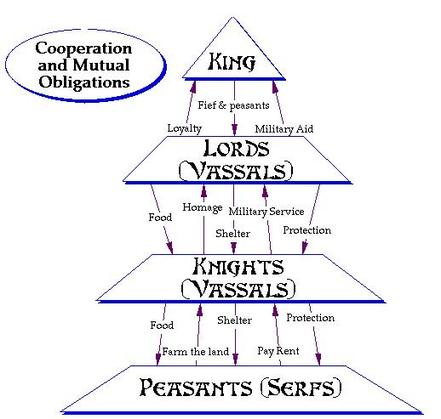 Cooperation
and Mutual
Obligations
KING
Fief & peasants
Loyalty
Military Aid
LORDS
(VASSALS)
Food
Homage
Military Service
Shelter
Protection
KNIGHTS
(VASSALS)
Food
Shelter
Protection
Farm the land
Pay Rent
PEASANTS (SERFS)